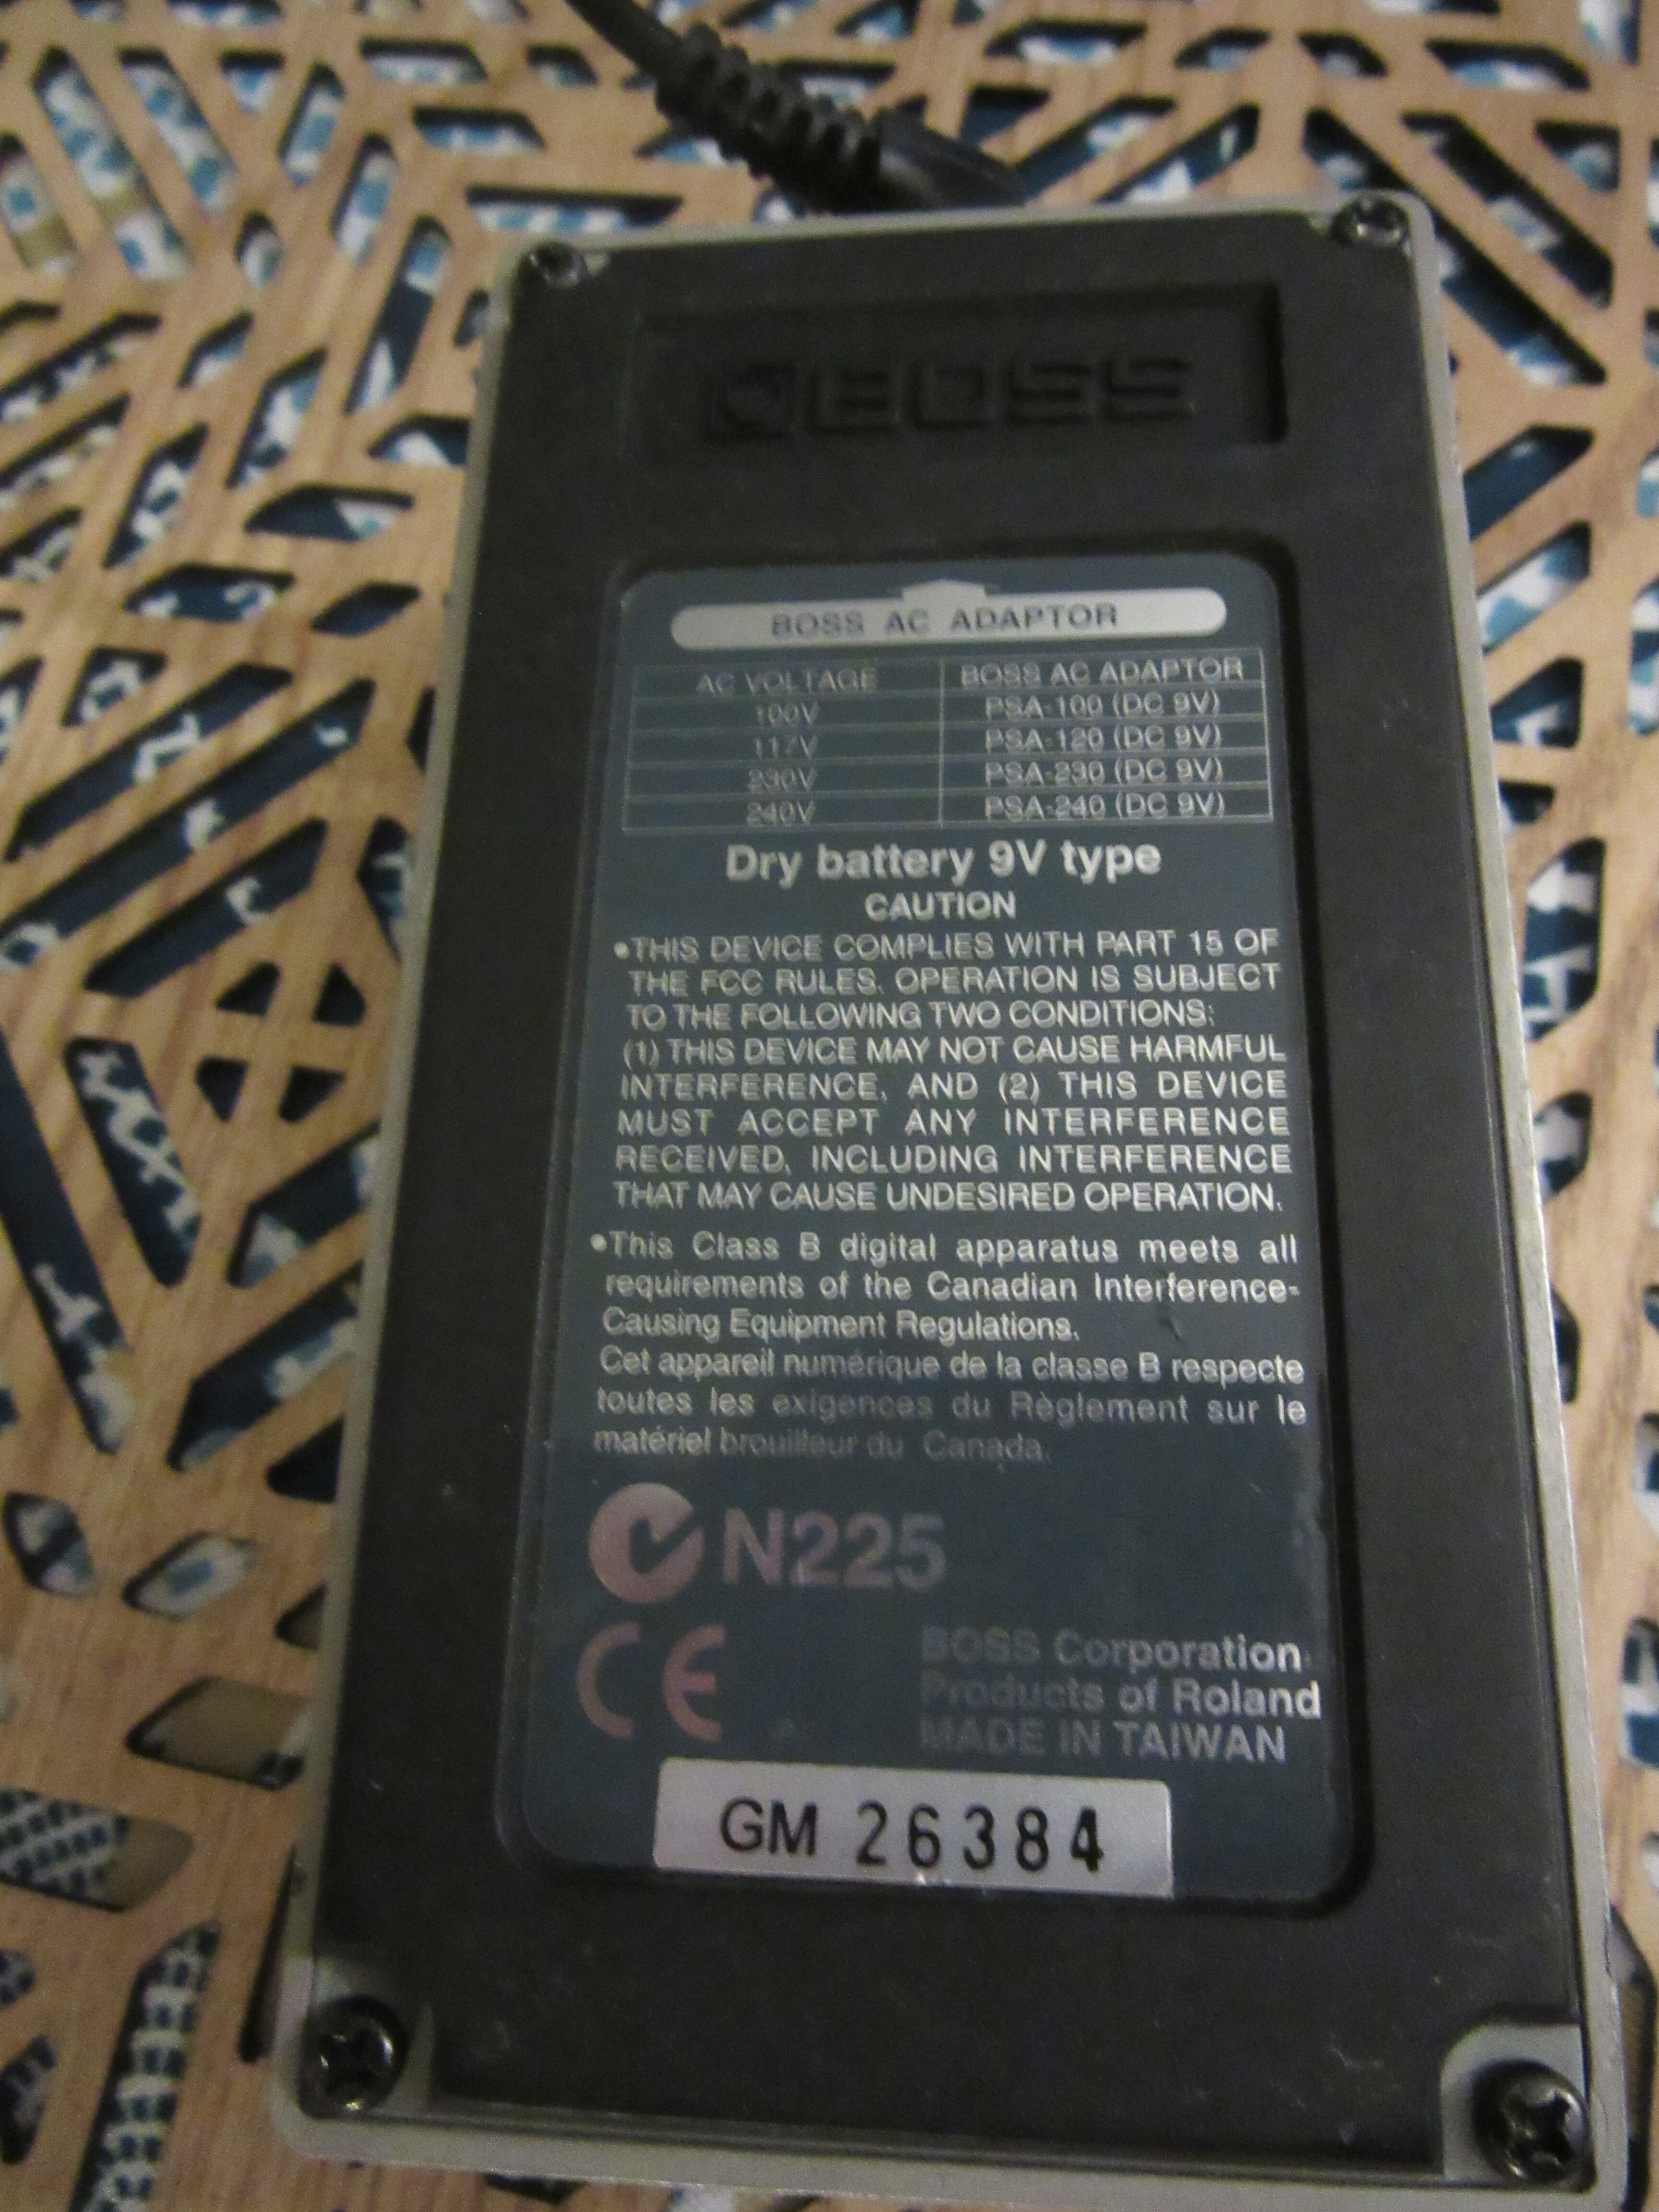 BOSS
BOSS AC ADAPTOR
AC VOLTAGE BOSS AC ADAPTOR
100V PSA-100 (DC 9V)
117V PSA-120 (DC 9V)
230V PSA-230 (DC 9V)
240V PSA-240 (DC 9V)
Dry battery 9V type
CAUTION
•THIS DEVICE COMPLIES WITH PART 15 OF
THE FCC RULES. OPERATION IS SUBJECT
TO THE FOLLOWING TWO CONDITIONS:
(1) THIS DEVICE MAY NOT CAUSE HARMFUL
INTERFERENCE, AND (2) THIS DEVICE
MUST ACCEPT ANY INTERFERENCE
RECEIVED, INCLUDING INTERFERENCE
THAT MAY CAUSE UNDESIRED OPERATION.
•This Class B digital apparatus meets all
requirements of the Canadian Interference-
Causing Equipment Regulations.
Cet appareil numérique de la classe B respecte
toutes les exigences du Règlement sur le
matériel brouilleur du Canada.
N225
CE
BOSS Corporation
Products of Roland
MADE IN TAIWAN
GM 26384